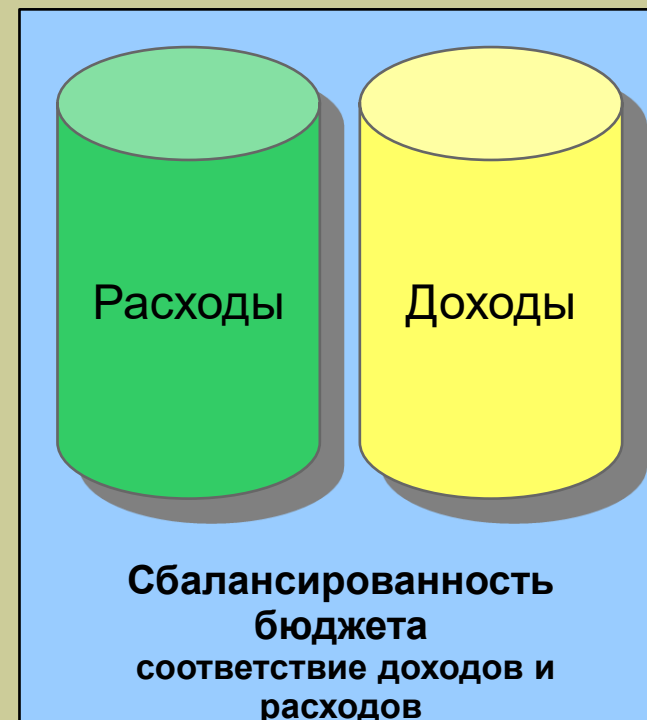 Расходы
Доходы
Сбалансированность
бюджета
соответствие доходов и
расходов